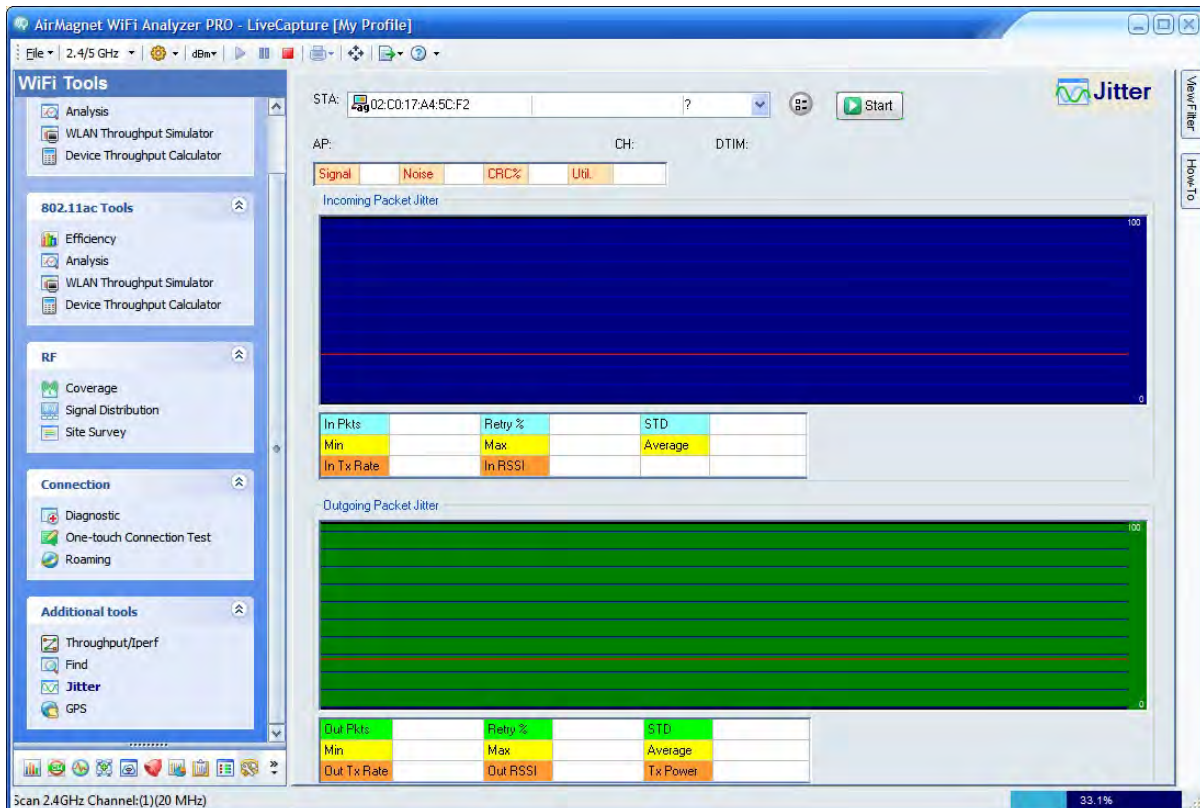 AirMagnet WiFi Analyzer PRO - LiveCapture [My Profile]
File 2.4/5 GHz dBm
WiFi Tools
Analysis
WLAN Throughput Simulator
Device Throughput Calculator
802.11ac Tools
Efficiency
Analysis
WLAN Throughput Simulator
Device Throughput Calculator
RF
Coverage
Signal Distribution
Site Survey
Connection
Diagnostic
One-touch Connection Test
Roaming
Additional tools
Throughput/Iperf
Find
Jitter
GPS
STA: ag 02:C0:17:A4:5C:F2 ? Start
Jitter
AP: CH: DTIM:
Signal Noise CRC% Util.
Incoming Packet Jitter
100
0
In Pkts Retry % STD
Min Max Average
In Tx Rate In RSSI
Outgoing Packet Jitter
100
0
Out Pkts Retry % STD
Min Max Average
Out Tx Rate Out RSSI Tx Power
View Filter
How-To
Scan 2.4GHz Channel:(1)(20 MHz) 33.1%